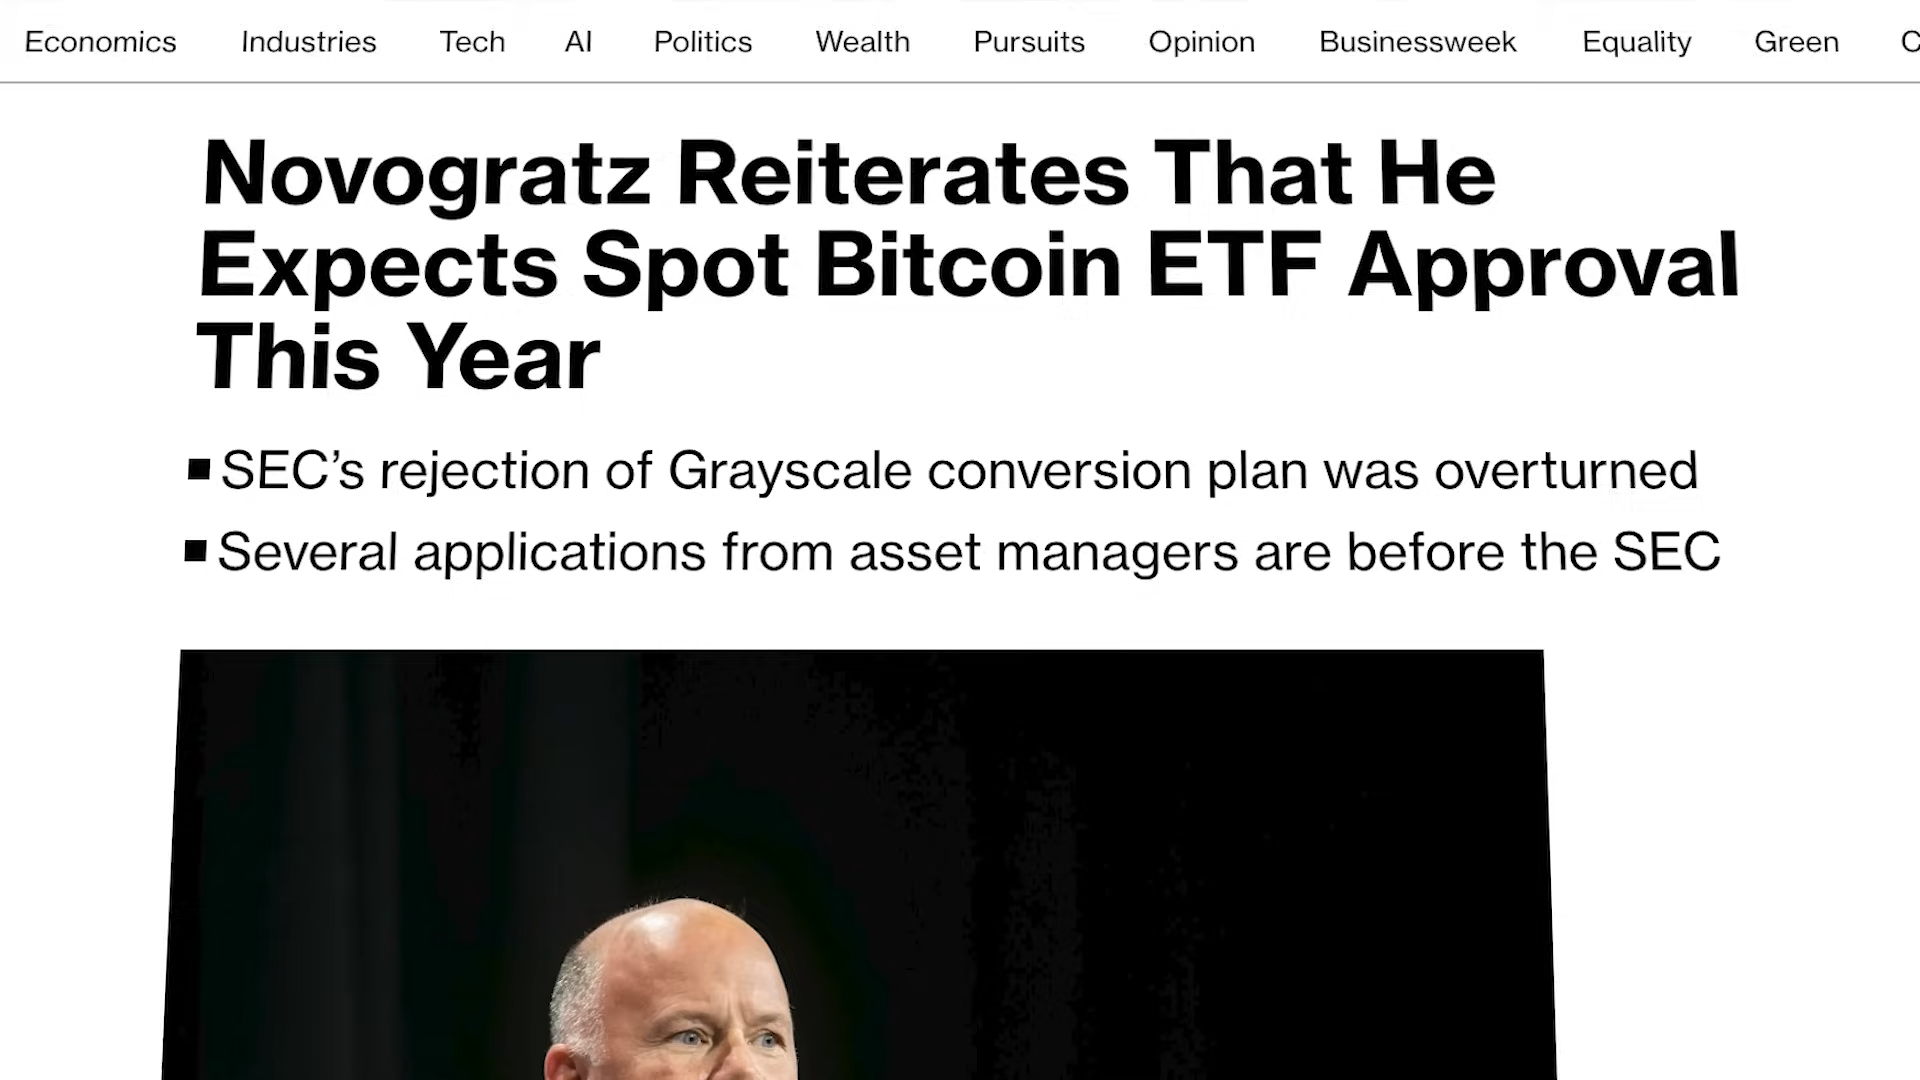 Economics Industries Tech AI Politics Wealth Pursuits Opinion Businessweek Equality Green
Novogratz Reiterates That He
Expects Spot Bitcoin ETF Approval
This Year
■ SEC’s rejection of Grayscale conversion plan was overturned
■ Several applications from asset managers are before the SEC